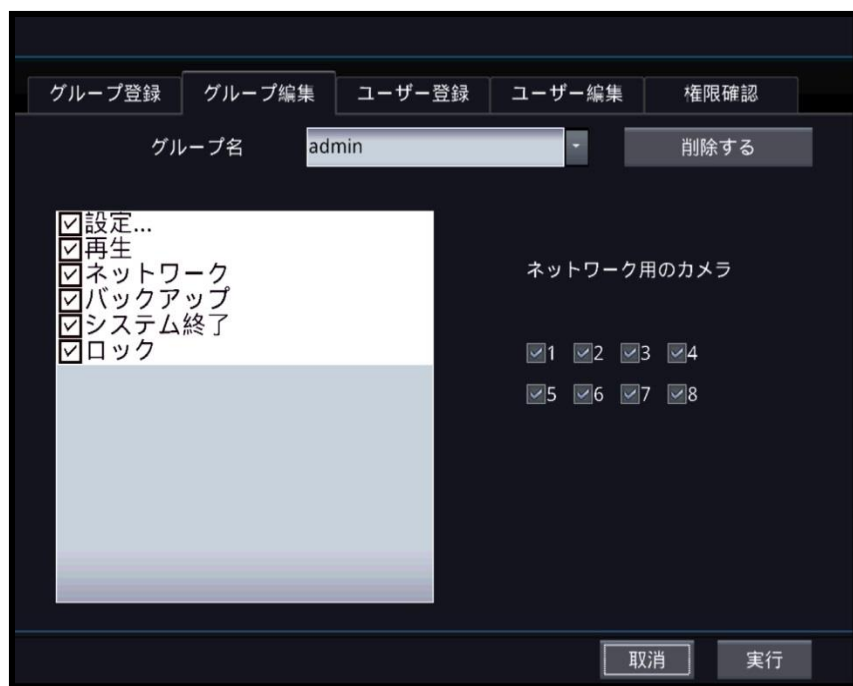 グループ登録 グループ編集 ユーザー登録 ユーザー編集 権限確認
グループ名 admin 削除する
設定...
再生
ネットワーク
バックアップ
システム終了
ロック
ネットワーク用のカメラ
1 2 3 4
5 6 7 8
取消 実行